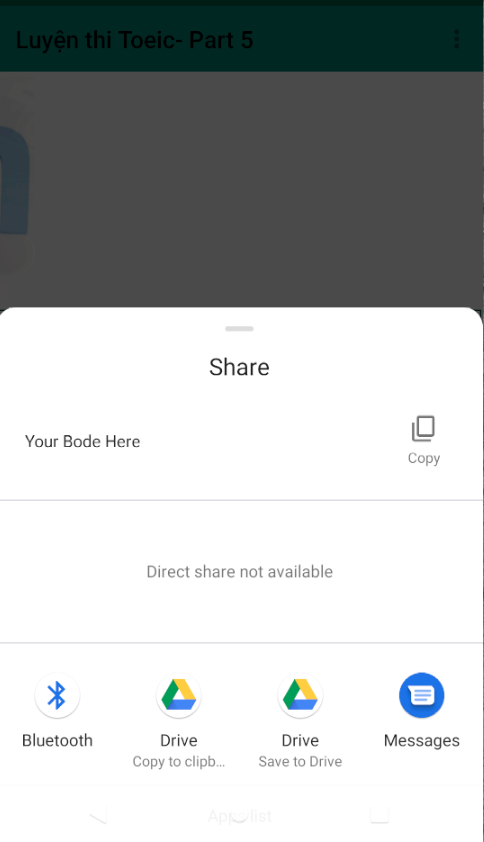 Luyện thi Toeic- Part 5
Share
Your Bode Here
Copy
Direct share not available
Bluetooth
Drive
Copy to clipb...
Drive
Save to Drive
Messages
Apps list